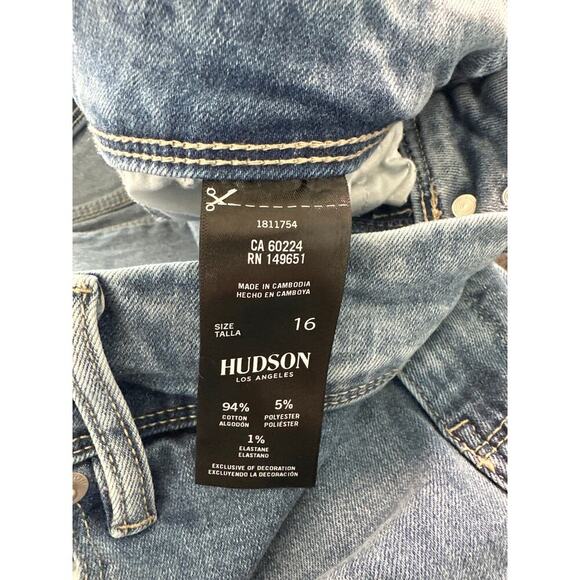 1811754
CA 60224
RN 149651
MADE IN CAMBODIA
HECHO EN CAMBOYA
SIZE 16
TALLA
HUDSON
LOS ANGELES
94% 5%
COTTON POLYESTER
ALGODÓN POLIÉSTER
1%
ELASTANE
ELASTANO
EXCLUSIVE OF DECORATION
EXCLUYENDO LA DECORACIÓN